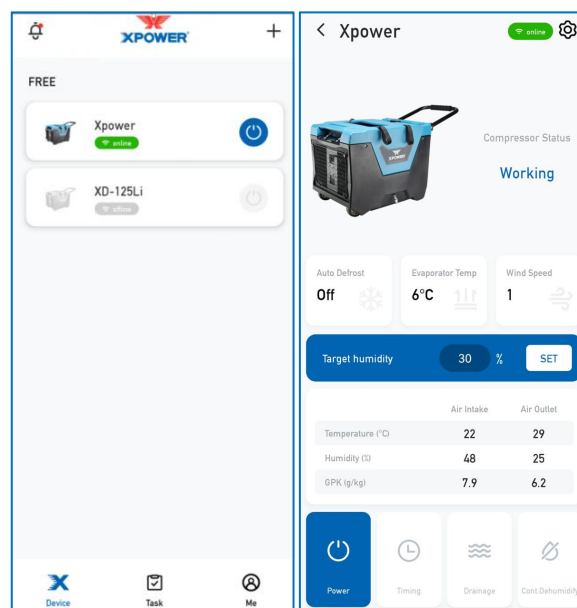 XPOWER
FREE
Xpower
online
XD-125Li
offline
Device
Task
Me
Xpower
online
XPOWER
Compressor Status
Working
Auto Defrost
Off
Evaporator Temp
6°C
Wind Speed
1
Target humidity 30 % SET
Air Intake Air Outlet
Temperature (°C) 22 29
Humidity (%) 48 25
GPK (g/kg) 7.9 6.2
Power
Timing
Drainage
Cont.Dehumidify